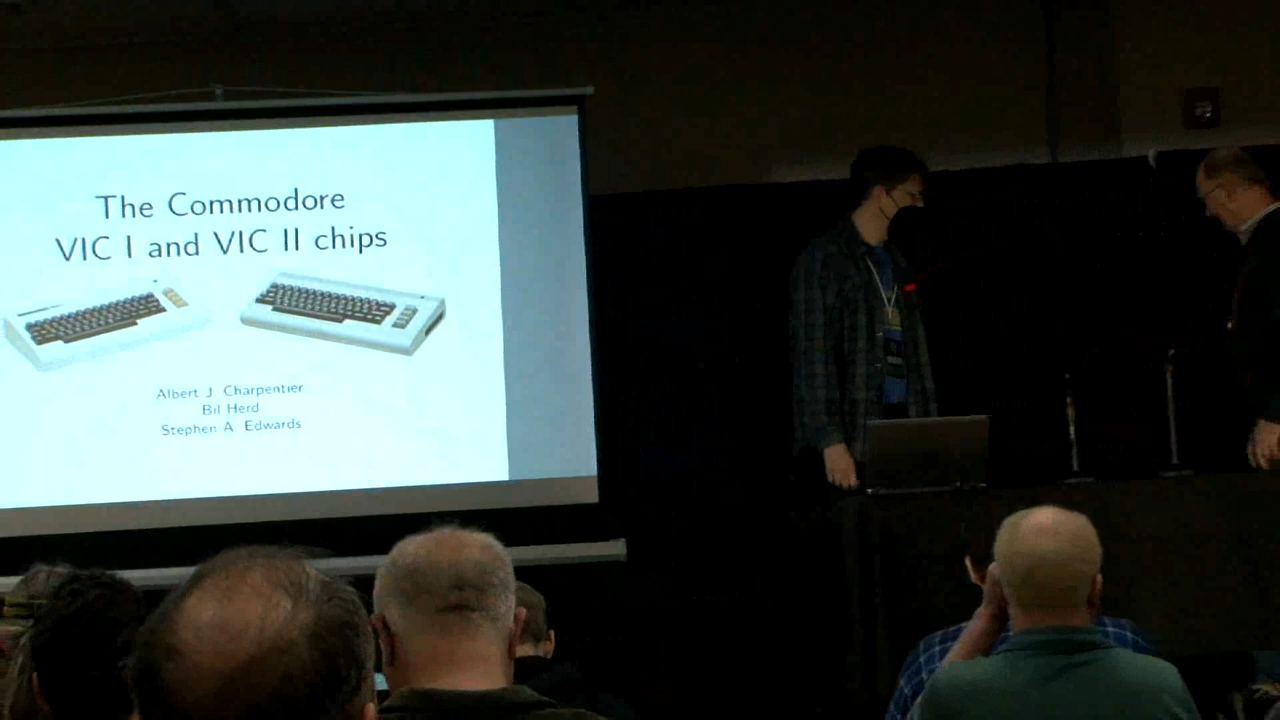 The Commodore
VIC I and VIC II chips
Albert J. Charpentier
Bil Herd
Stephen A. Edwards